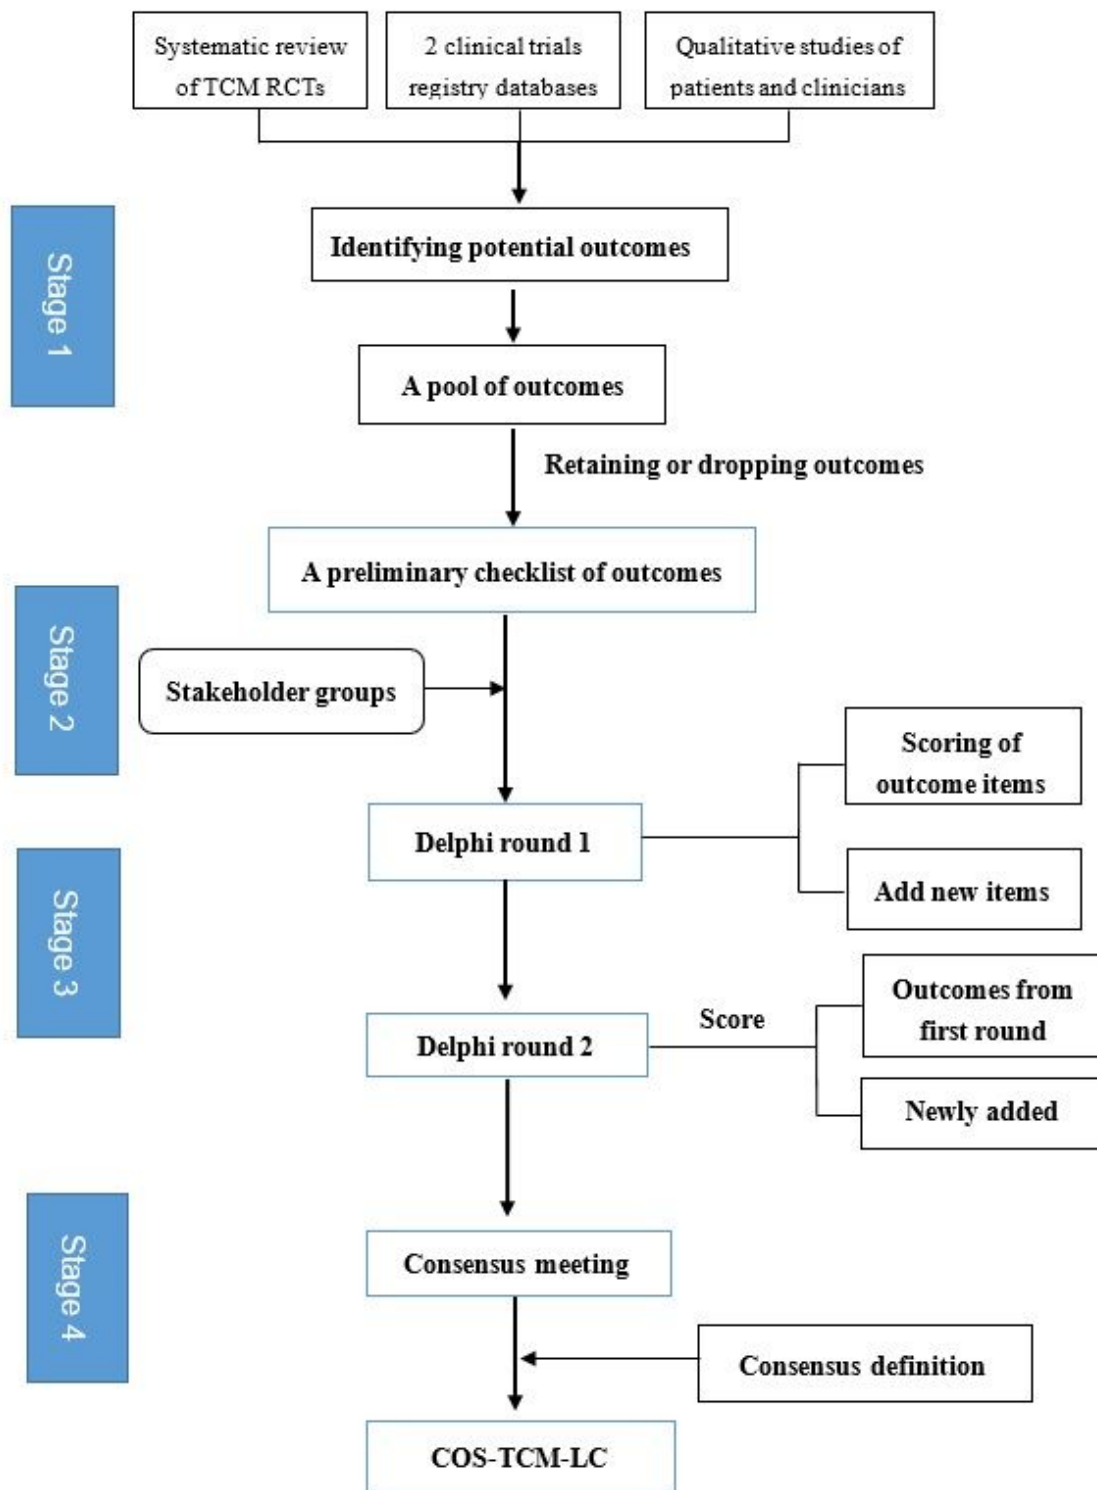 Systematic review
of TCM RCTs
2 clinical trials
registry databases
Qualitative studies of
patients and clinicians
Stage 1
Identifying potential outcomes
A pool of outcomes
Retaining or dropping outcomes
A preliminary checklist of outcomes
Stage 2
Stakeholder groups
Scoring of
outcome items
Delphi round 1
Add new items
Stage 3
Outcomes from
first round
Score
Delphi round 2
Newly added
Stage 4
Consensus meeting
Consensus definition
COS-TCM-LC